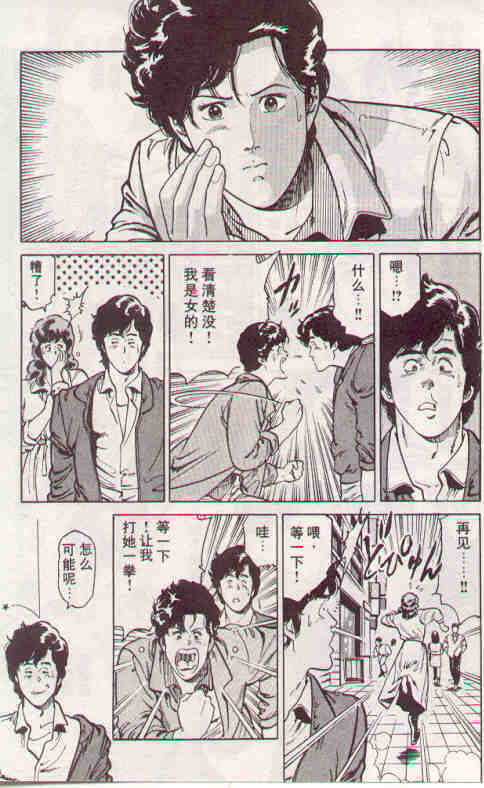 嗯…!?
什么…!!
看清楚没！
我是女的！
糟了！
再见……!!
喂，
等一下！
哇…
等一下
！让我
打她一拳！
怎么
可能呢…